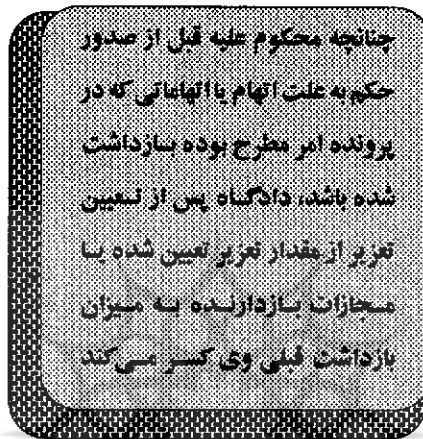 چنانچه محکوم علیه قبل از صدور
حکم به علت اتهام یا اتهاماتی که در
پرونده امر مطرح بوده بازداشت
شده باشد، دادگاه پس از تعیین
تعزیر از مقدار تعزیر تعیین شده یا
مجازات بازدارنده به میزان
بازداشت قبلی وی کسر می‌کند